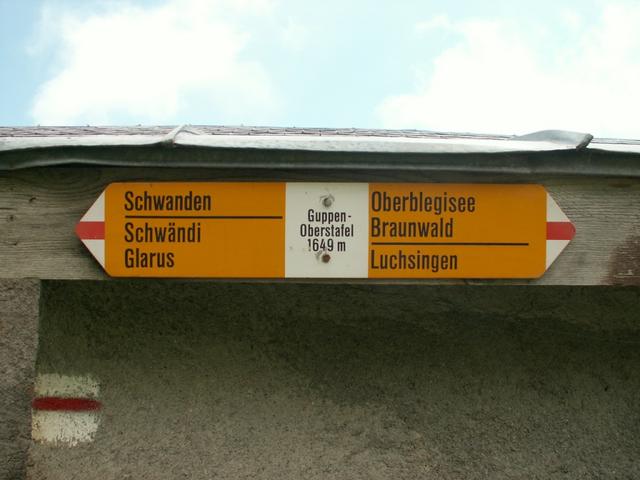 Schwanden
Schwändi
Glarus
Guppen-
Oberstafel
1649 m
Oberblegisee
Braunwald
Luchsingen